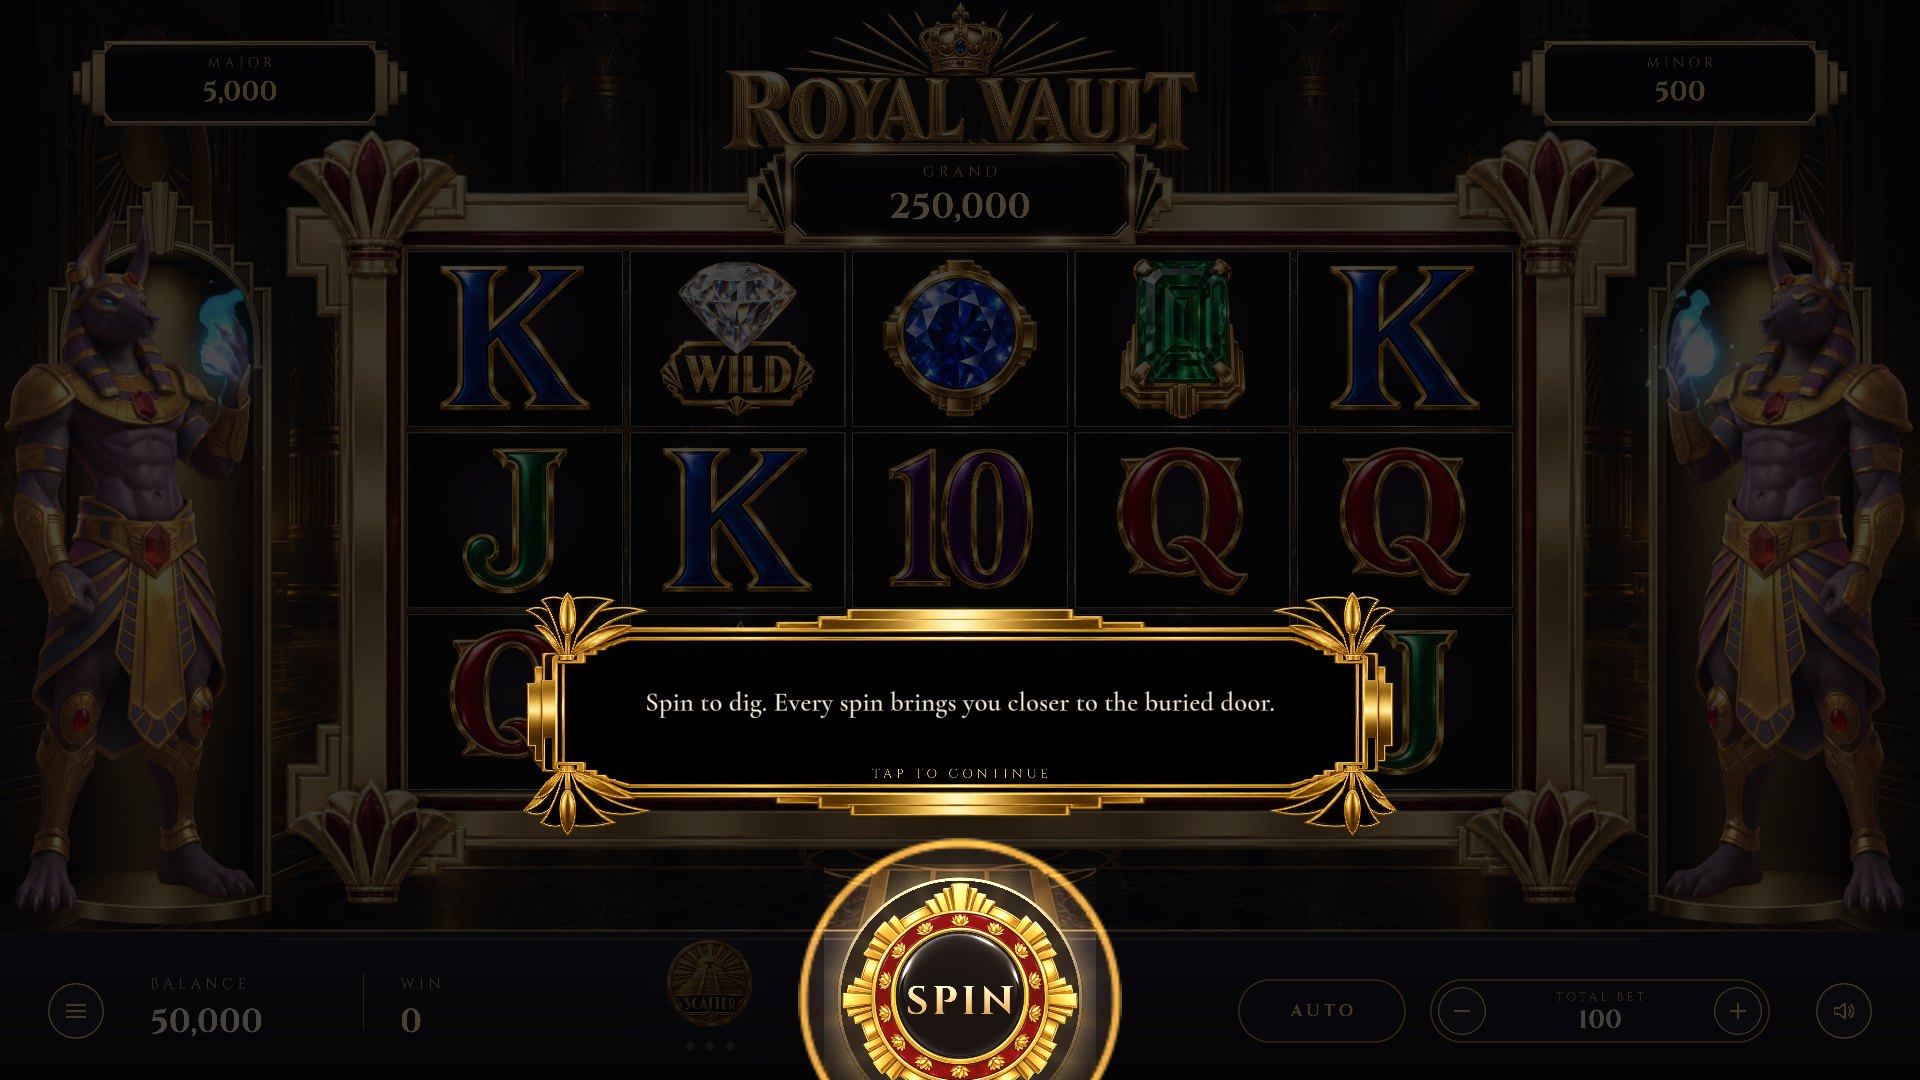 MAJOR
5,000
ROYAL VAULT
MINOR
500
GRAND
250,000
K
WILD
K
J
K
10
Q
Q
Q
J
Spin to dig. Every spin brings you closer to the buried door.
TAP TO CONTINUE
SPIN
BALANCE
50,000
WIN
0
SCATTER
AUTO
TOTAL BET
100